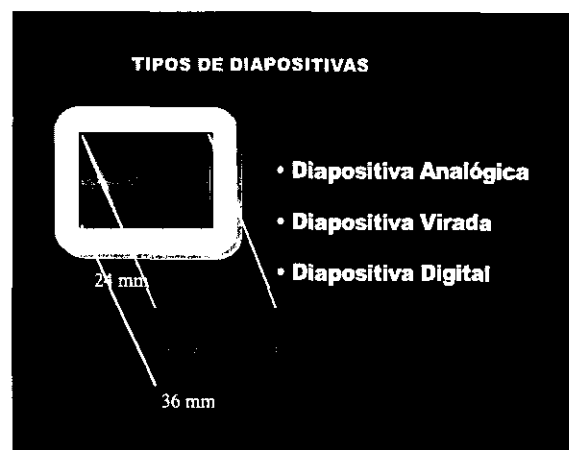 TIPOS DE DIAPOSITIVAS
• Diapositiva Analógica
• Diapositiva Virada
• Diapositiva Digital
24 mm
36 mm